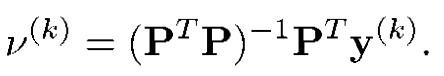 ν^{(k)} = (𝐏^T 𝐏)^{-1} 𝐏^T 𝐲^{(k)}.